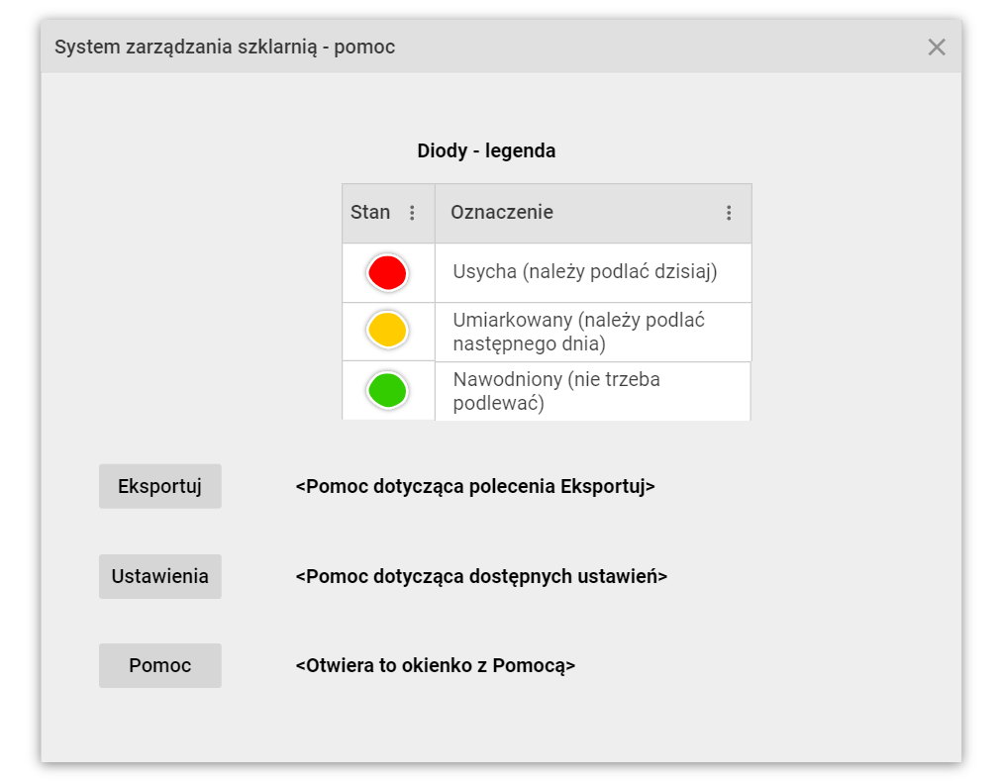 System zarządzania szklarnią - pomoc
Diody - legenda
Stan
Oznaczenie
Usycha (należy podlać dzisiaj)
Umiarkowany (należy podlać
następnego dnia)
Nawodniony (nie trzeba
podlewać)
Eksportuj
<Pomoc dotycząca polecenia Eksportuj>
Ustawienia
<Pomoc dotycząca dostępnych ustawień>
Pomoc
<Otwiera to okienko z Pomocą>